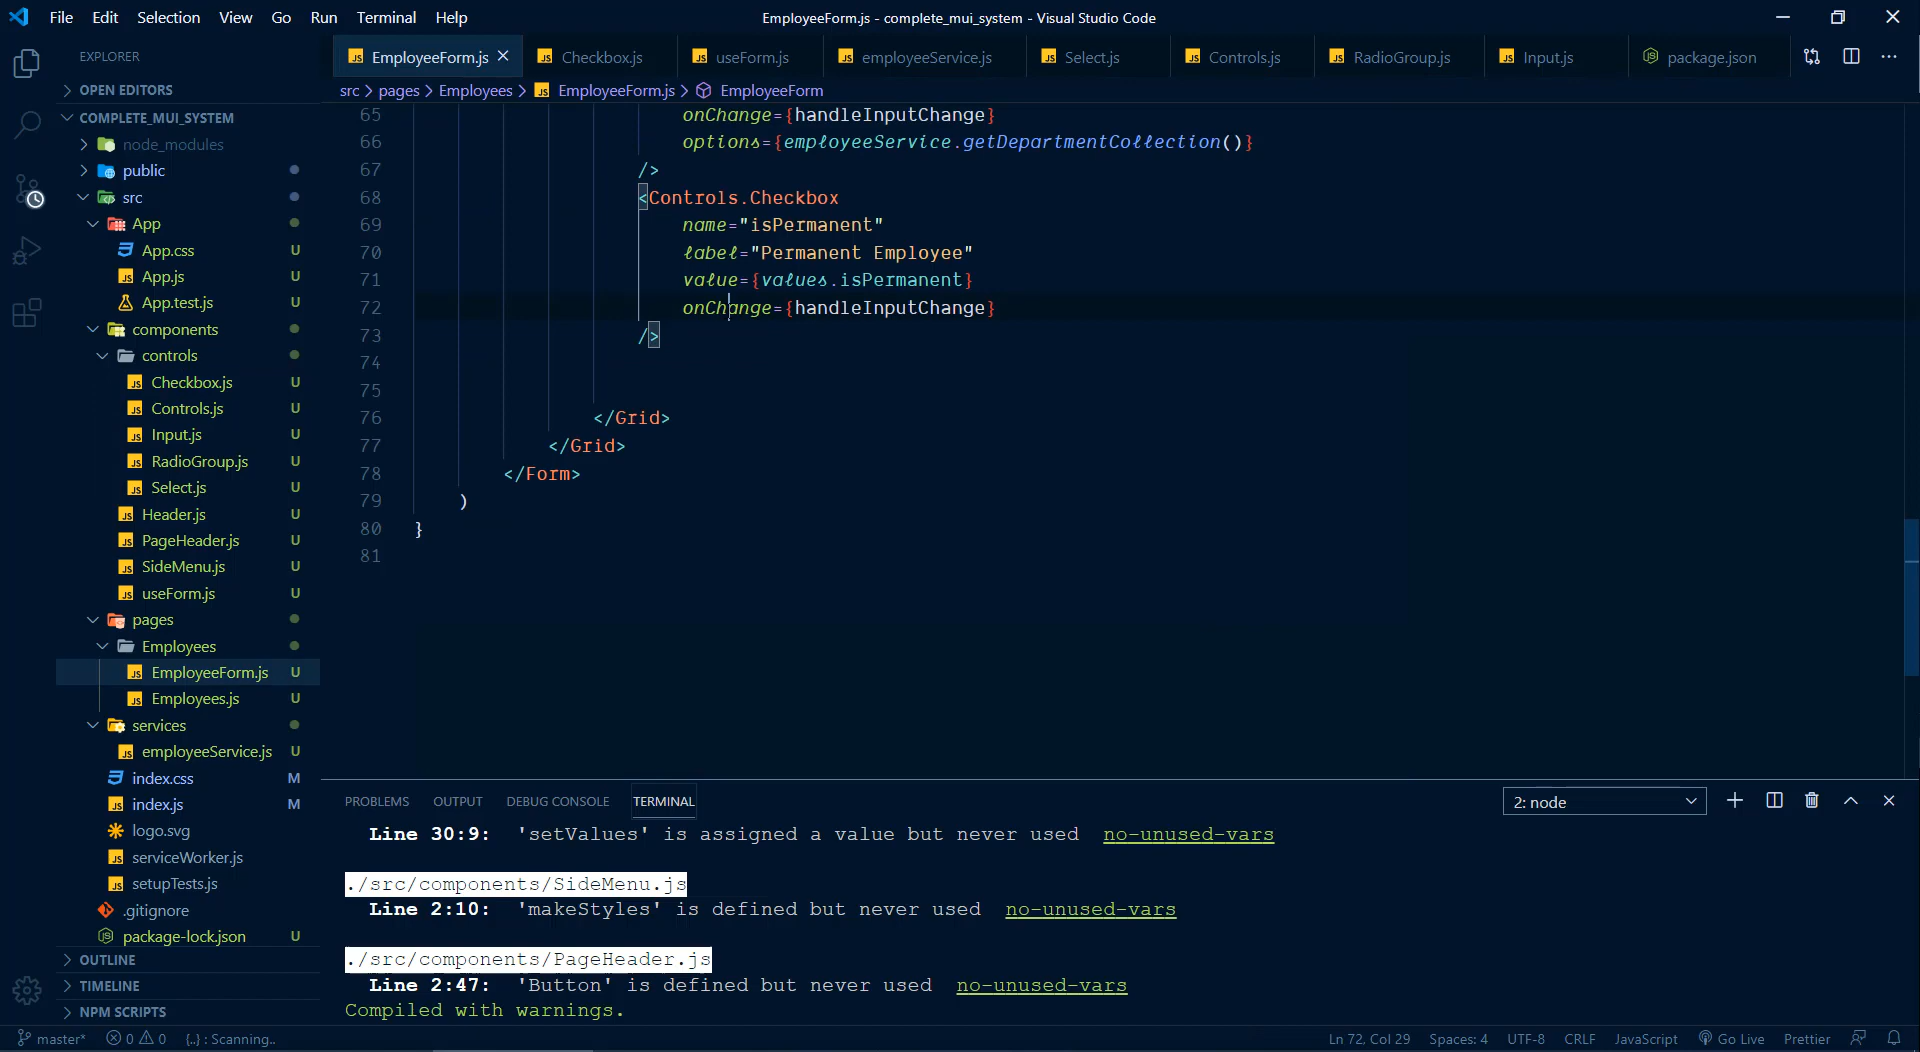 File Edit Selection View Go Run Terminal Help
EmployeeForm.js - complete_mui_system - Visual Studio Code
EXPLORER
OPEN EDITORS
COMPLETE_MUI_SYSTEM
node_modules
public
src
App
App.css U
App.js U
App.test.js U
components
controls
Checkbox.js U
Controls.js U
Input.js U
RadioGroup.js U
Select.js U
Header.js U
PageHeader.js U
SideMenu.js U
useForm.js U
pages
Employees
EmployeeForm.js U
Employees.js U
services
employeeService.js U
index.css M
index.js M
logo.svg
serviceWorker.js
setupTests.js
.gitignore
package-lock.json U
OUTLINE
TIMELINE
NPM SCRIPTS
EmployeeForm.js Checkbox.js useForm.js employeeService.js Select.js Controls.js RadioGroup.js Input.js package.json
src > pages > Employees > EmployeeForm.js > EmployeeForm
65 onChange={handleInputChange}
66 options={employeeService.getDepartmentCollection()}
67 />
68 <Controls.Checkbox
69 name="isPermanent"
70 label="Permanent Employee"
71 value={values.isPermanent}
72 onChange={handleInputChange}
73 />
74
75
76 </Grid>
77 </Grid>
78 </Form>
79 )
80 }
81
PROBLEMS OUTPUT DEBUG CONSOLE TERMINAL
2: node
Line 30:9: 'setValues' is assigned a value but never used no-unused-vars
./src/components/SideMenu.js
Line 2:10: 'makeStyles' is defined but never used no-unused-vars
./src/components/PageHeader.js
Line 2:47: 'Button' is defined but never used no-unused-vars
Compiled with warnings.
master* 0 0 {..} : Scanning..
Ln 72, Col 29 Spaces: 4 UTF-8 CRLF JavaScript Go Live Prettier